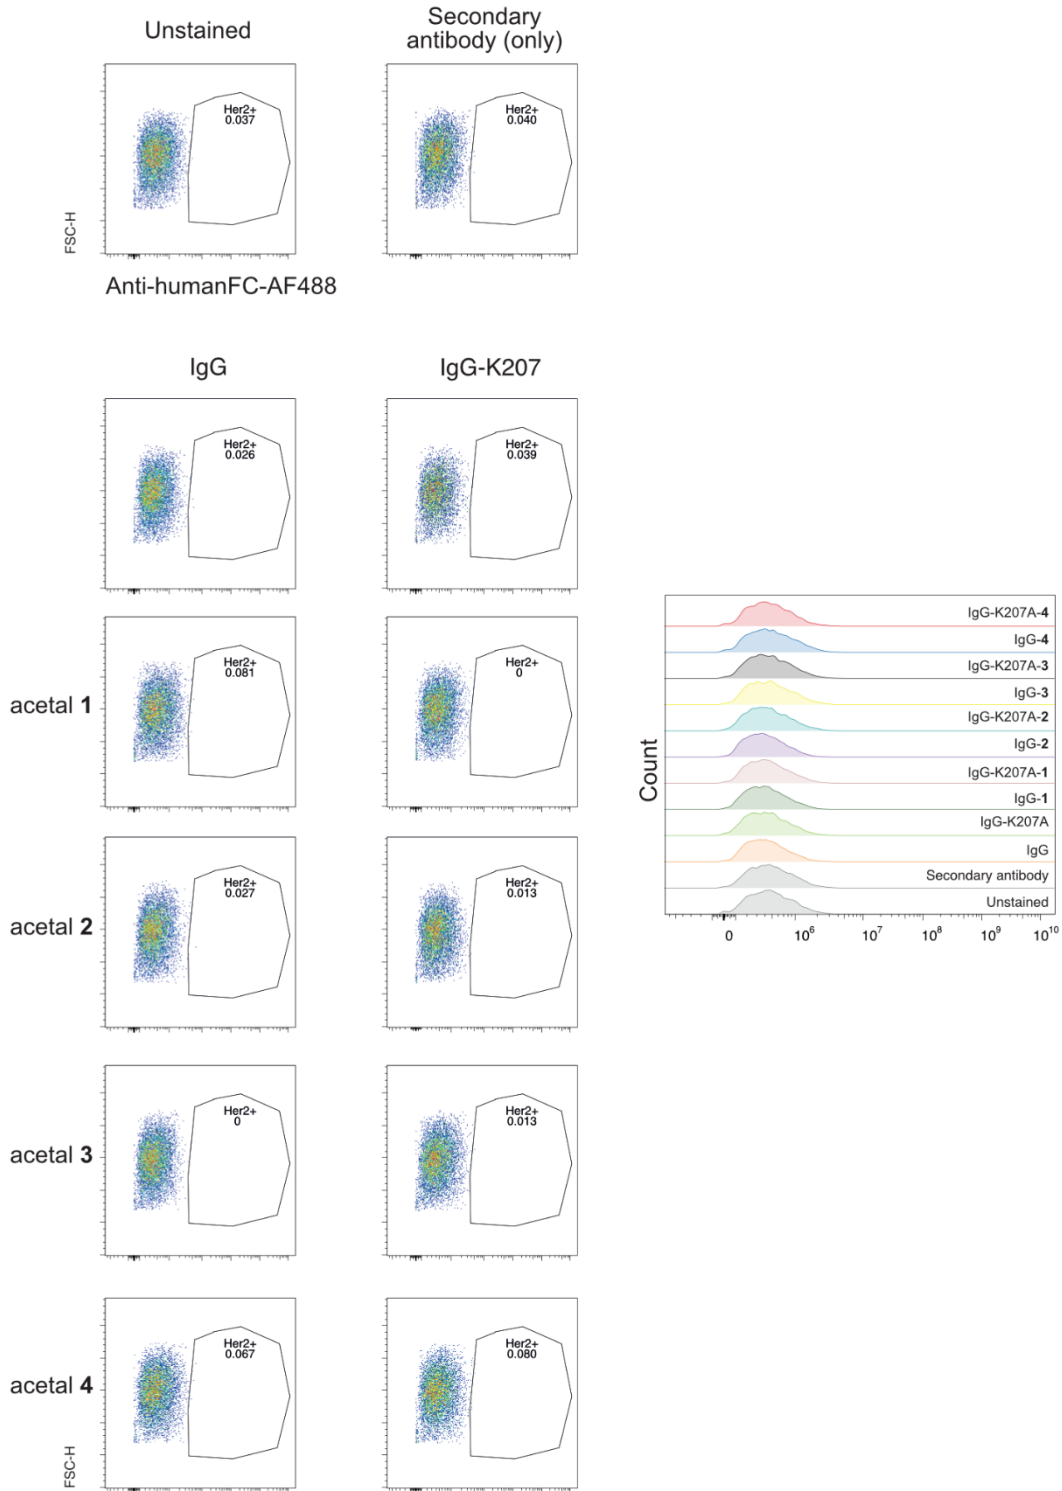 Unstained
Secondary
antibody (only)
Her2+
0.037
Her2+
0.040
FSC-H
Anti-humanFC-AF488
IgG
IgG-K207
Her2+
0.026
Her2+
0.039
acetal 1
Her2+
0.081
Her2+
0
acetal 2
Her2+
0.027
Her2+
0.013
acetal 3
Her2+
0
Her2+
0.013
acetal 4
Her2+
0.067
Her2+
0.080
FSC-H
Count
IgG-K207A-4
IgG-4
IgG-K207A-3
IgG-3
IgG-K207A-2
IgG-2
IgG-K207A-1
IgG-1
IgG-K207A
IgG
Secondary antibody
Unstained
0 10⁶ 10⁷ 10⁸ 10⁹ 10¹⁰